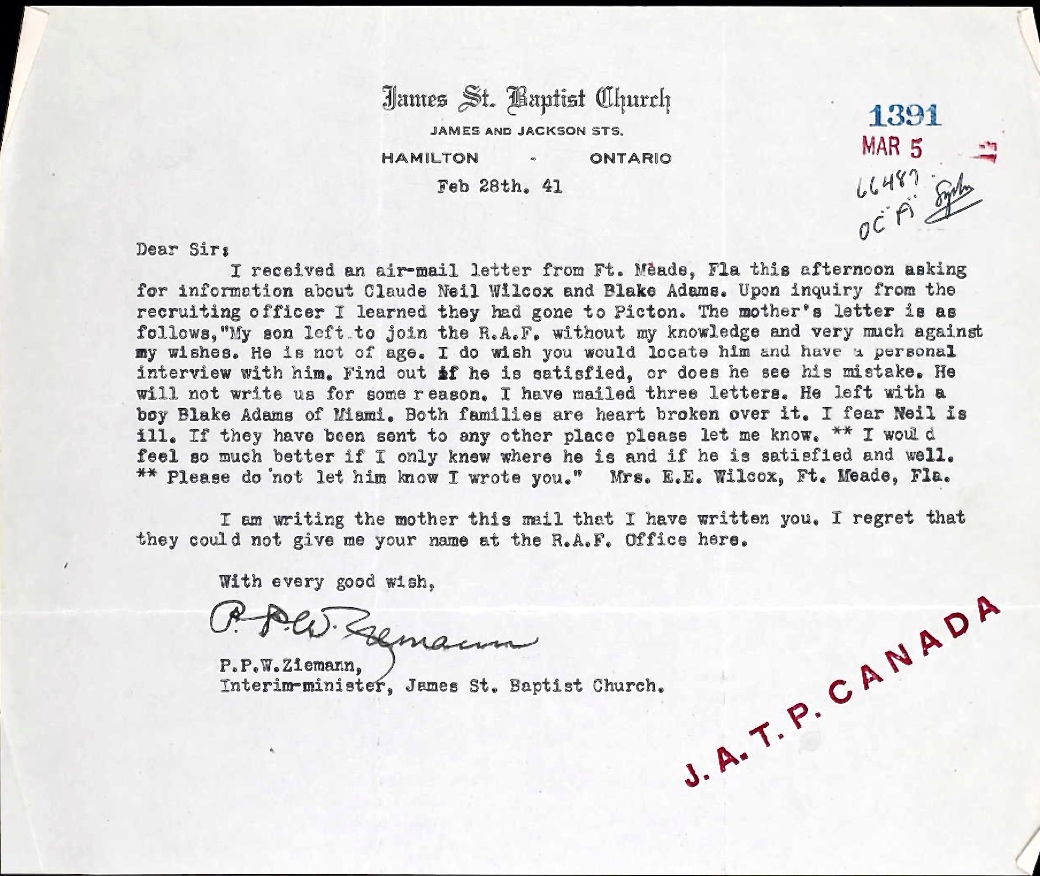 James St. Baptist Church
JAMES AND JACKSON STS.
HAMILTON - ONTARIO
Feb 28th. 41
1391
MAR 5
66487
OC "A"
Dear Sir:
I received an air-mail letter from Ft. Meade, Fla this afternoon asking
for information about Claude Neil Wilcox and Blake Adams. Upon inquiry from the
recruiting officer I learned they had gone to Picton. The mother's letter is as
follows,"My son left to join the R.A.F. without my knowledge and very much against
my wishes. He is not of age. I do wish you would locate him and have a personal
interview with him. Find out if he is satisfied, or does he see his mistake. He
will not write us for some reason. I have mailed three letters. He left with a
boy Blake Adams of Miami. Both families are heart broken over it. I fear Neil is
ill. If they have been sent to any other place please let me know. ** I would
feel so much better if I only knew where he is and if he is satisfied and well.
** Please do not let him know I wrote you." Mrs. E.E. Wilcox, Ft. Meade, Fla.
I am writing the mother this mail that I have written you. I regret that
they could not give me your name at the R.A.F. Office here.
With every good wish,
P. P. W. Ziemann
P.P.W.Ziemann,
Interim-minister, James St. Baptist Church.
J.A.T.P. CANADA